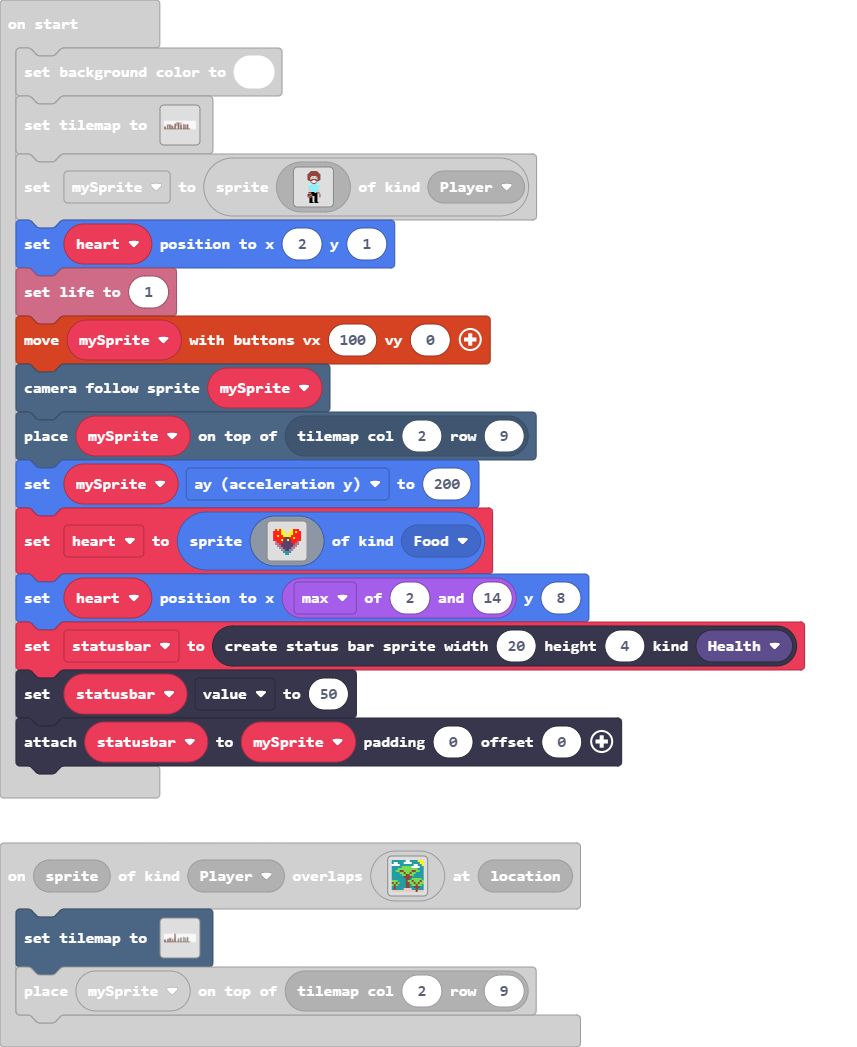 on start
set background color to
set tilemap to
set mySprite to sprite of kind Player
set heart position to x 2 y 1
set life to 1
move mySprite with buttons vx 100 vy 0
camera follow sprite mySprite
place mySprite on top of tilemap col 2 row 9
set mySprite ay (acceleration y) to 200
set heart to sprite of kind Food
set heart position to x max of 2 and 14 y 8
set statusbar to create status bar sprite width 20 height 4 kind Health
set statusbar value to 50
attach statusbar to mySprite padding 0 offset 0
on sprite of kind Player overlaps at location
set tilemap to
place mySprite on top of tilemap col 2 row 9